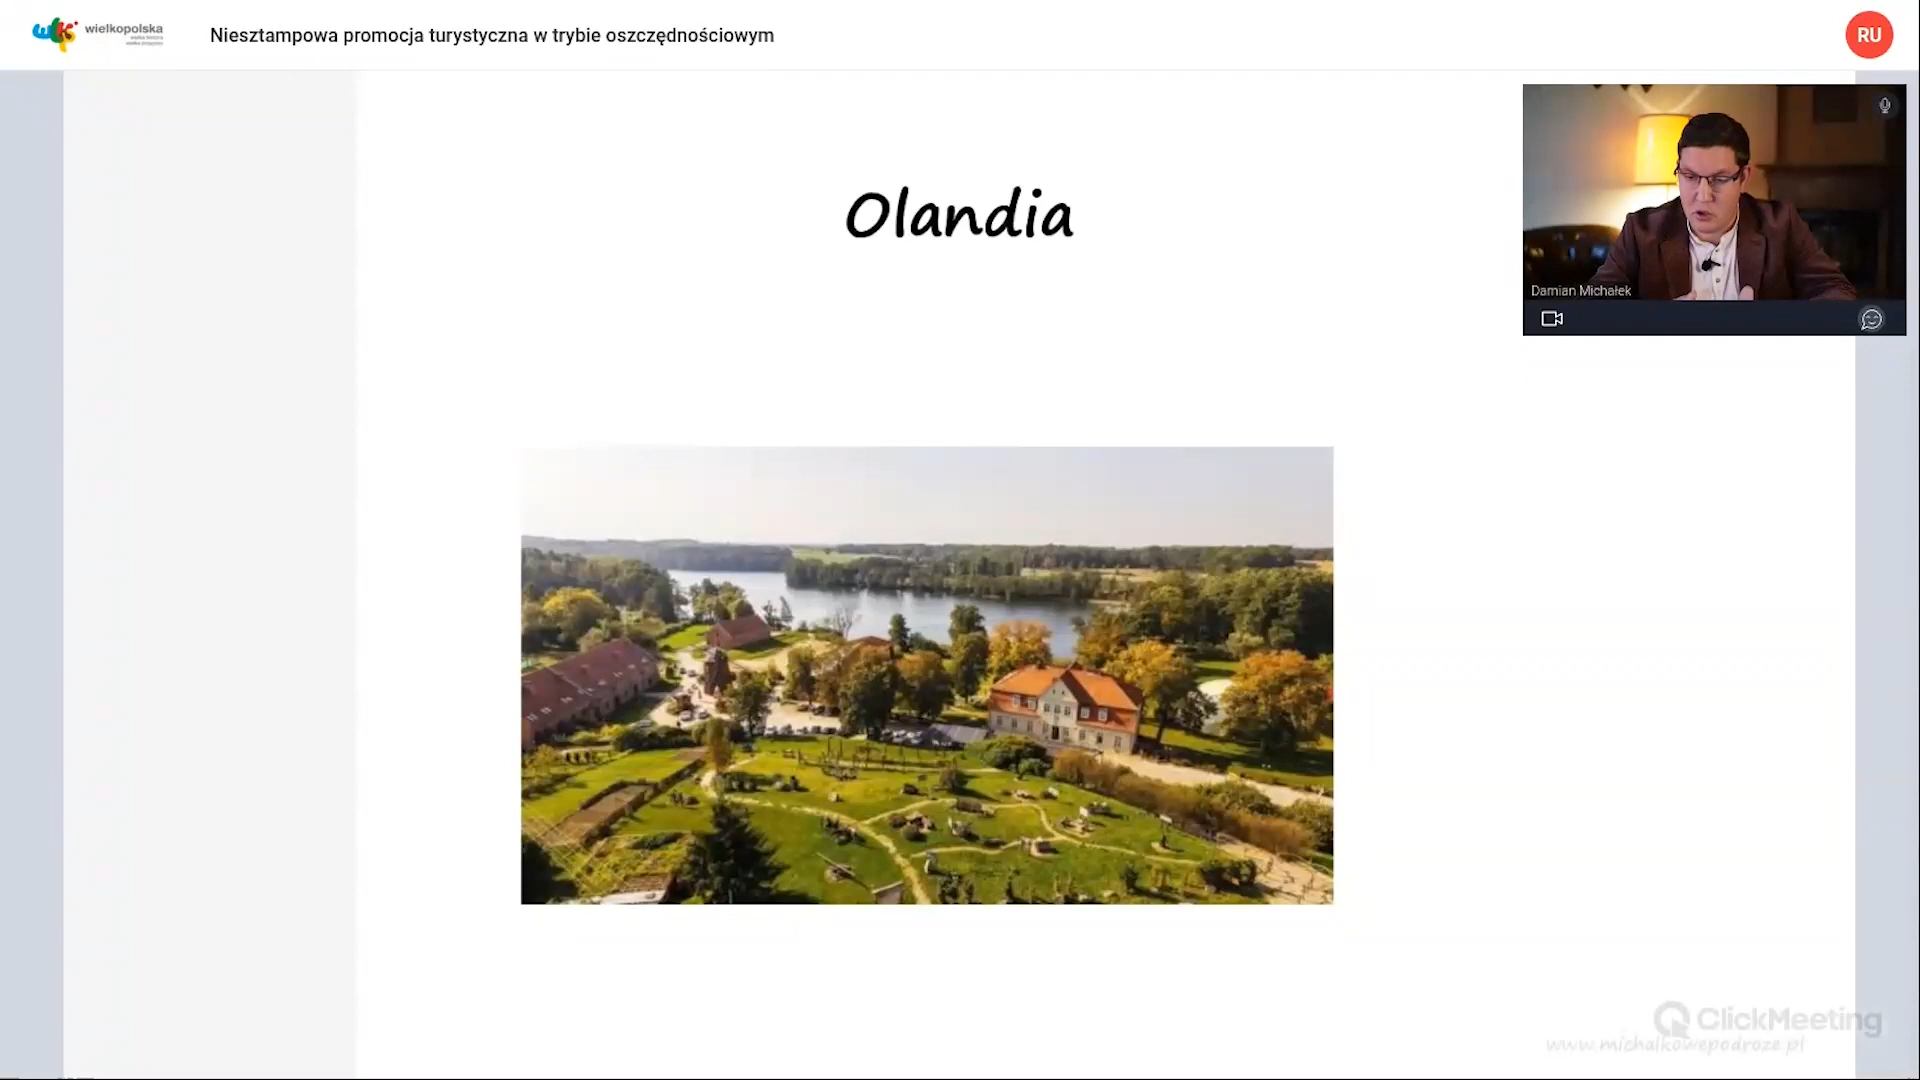 wielkopolska
Niesztampowa promocja turystyczna w trybie oszczędnościowym
RU
Olandia
Damian Michałek
ClickMeeting
www.michalkowepodroze.pl